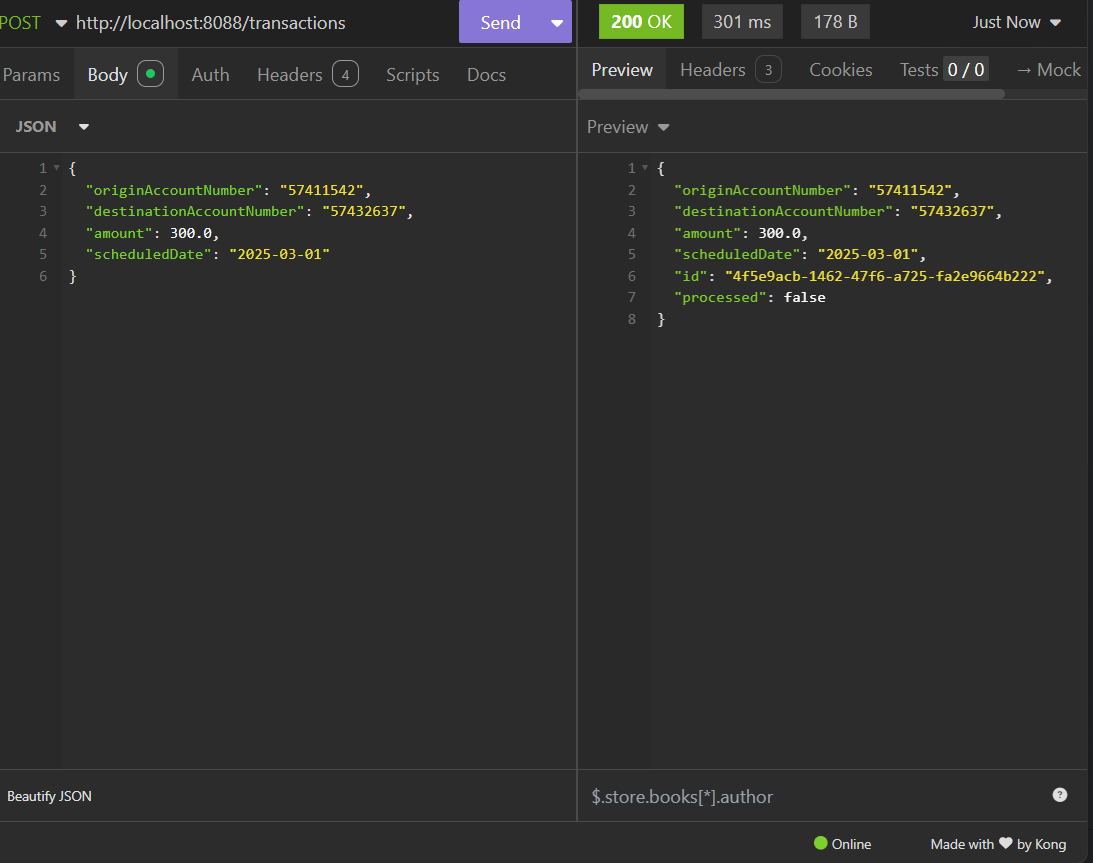 POST http://localhost:8088/transactions Send
200 OK 301 ms 178 B Just Now
Params Body Auth Headers 4 Scripts Docs
Preview Headers 3 Cookies Tests 0 / 0 → Mock
JSON
Preview
1 {
2 "originAccountNumber": "57411542",
3 "destinationAccountNumber": "57432637",
4 "amount": 300.0,
5 "scheduledDate": "2025-03-01"
6 }
1 {
2 "originAccountNumber": "57411542",
3 "destinationAccountNumber": "57432637",
4 "amount": 300.0,
5 "scheduledDate": "2025-03-01",
6 "id": "4f5e9acb-1462-47f6-a725-fa2e9664b222",
7 "processed": false
8 }
Beautify JSON
$.store.books[*].author ?
Online Made with ❤ by Kong